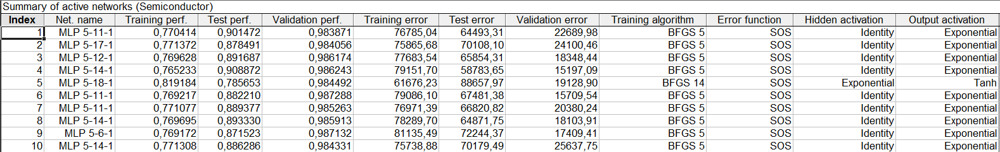 Summary of active networks (Semiconductor)
Index Net. name Training perf. Test perf. Validation perf. Training error Test error Validation error Training algorithm Error function Hidden activation Output activation
1 MLP 5-11-1 0,770414 0,901472 0,983871 76785,04 64493,31 22689,98 BFGS 5 SOS Identity Exponential
2 MLP 5-17-1 0,771372 0,878491 0,984056 75865,68 70108,10 24100,46 BFGS 5 SOS Identity Exponential
3 MLP 5-12-1 0,769628 0,891687 0,986174 77683,54 65854,31 18348,44 BFGS 5 SOS Identity Exponential
4 MLP 5-14-1 0,765233 0,908872 0,986243 79151,70 58783,65 15197,09 BFGS 5 SOS Identity Exponential
5 MLP 5-18-1 0,819184 0,785653 0,984492 61676,23 88657,97 19128,90 BFGS 14 SOS Exponential Tanh
6 MLP 5-11-1 0,769217 0,882210 0,987288 79086,10 67481,38 15709,54 BFGS 5 SOS Identity Exponential
7 MLP 5-11-1 0,771077 0,889377 0,985263 76971,39 66820,82 20380,24 BFGS 5 SOS Identity Exponential
8 MLP 5-14-1 0,769695 0,893330 0,985913 78289,70 64871,75 18103,91 BFGS 5 SOS Identity Exponential
9 MLP 5-6-1 0,769172 0,871523 0,987132 81135,49 72244,37 17409,41 BFGS 5 SOS Identity Exponential
10 MLP 5-14-1 0,771308 0,886286 0,984331 75738,88 70179,49 25637,75 BFGS 5 SOS Identity Exponential